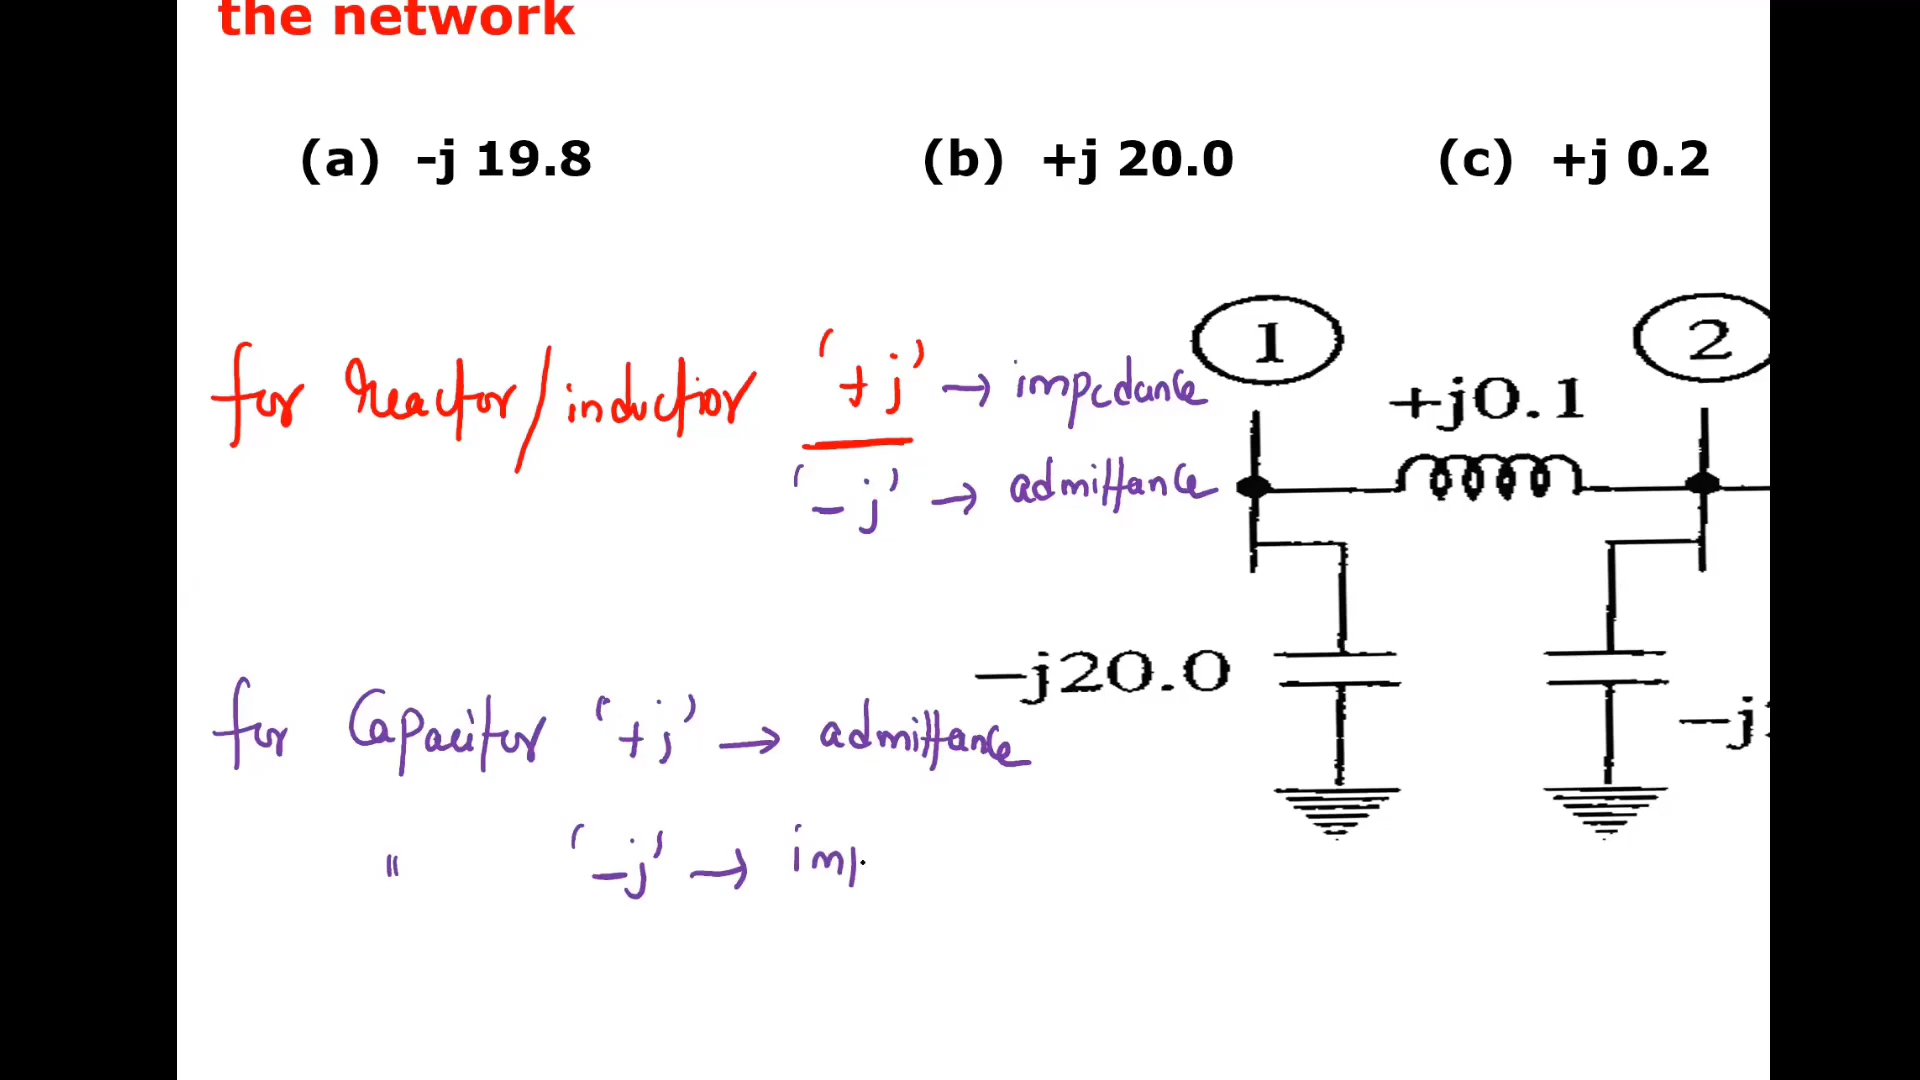 the network
(a) -j 19.8 (b) +j 20.0 (c) +j 0.2
1 2
for reactor/inductior '+j' → impedance
+j0.1
'-j' → admittance
-j20.0
-j
for Capacitor '+j' → admittance
" '-j' → imp